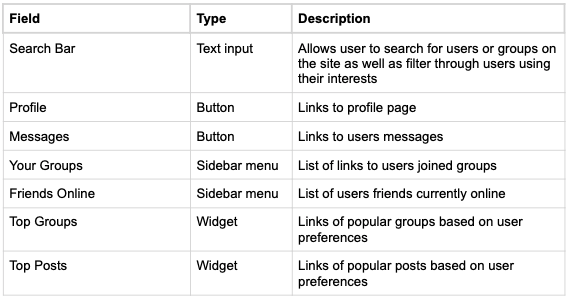 Field Type Description
Search Bar Text input Allows user to search for users or groups on
the site as well as filter through users using
their interests
Profile Button Links to profile page
Messages Button Links to users messages
Your Groups Sidebar menu List of links to users joined groups
Friends Online Sidebar menu List of users friends currently online
Top Groups Widget Links of popular groups based on user
preferences
Top Posts Widget Links of popular posts based on user
preferences